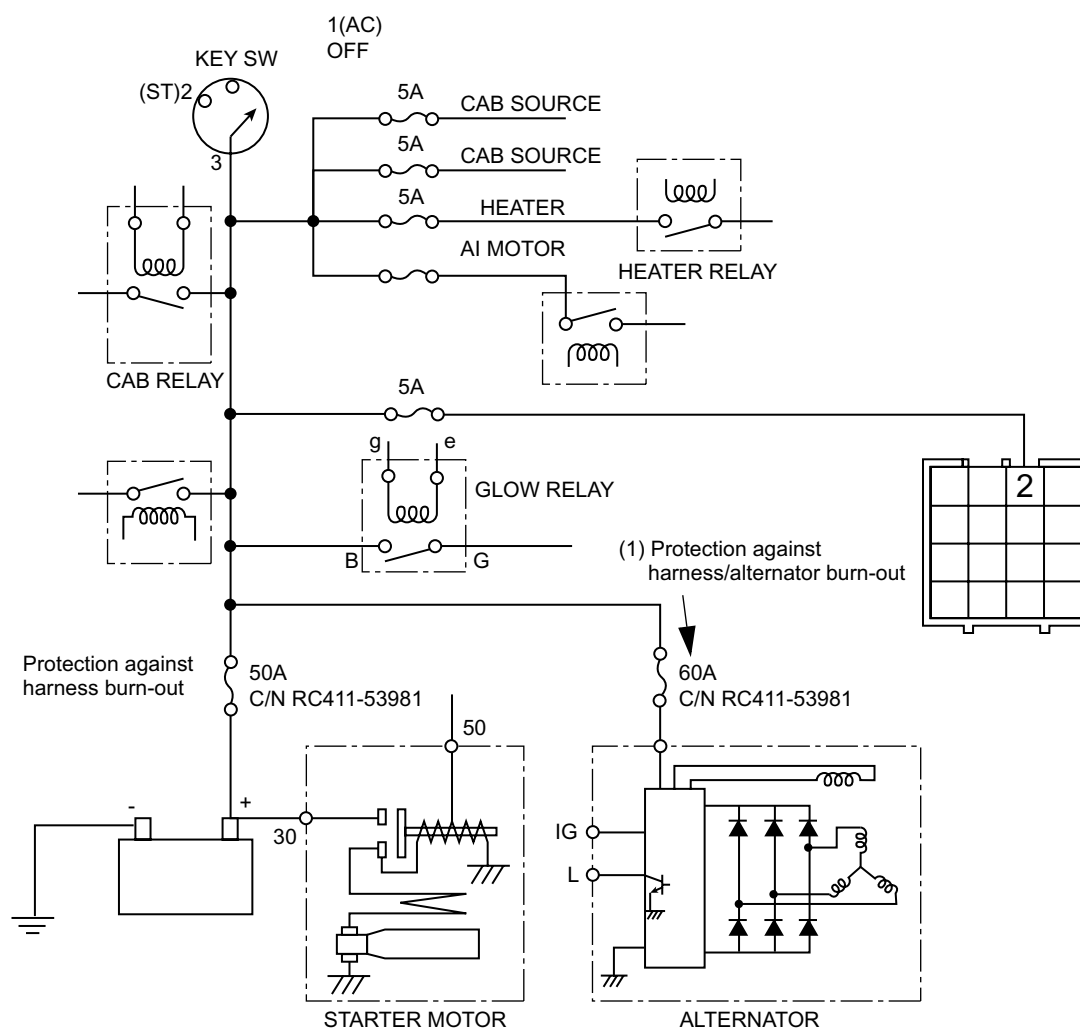 1(AC)
OFF
KEY SW
(ST)2
3
5A
CAB SOURCE
5A
CAB SOURCE
5A
HEATER
AI MOTOR
HEATER RELAY
CAB RELAY
5A
g
e
GLOW RELAY
B
G
2
(1) Protection against
harness/alternator burn-out
Protection against
harness burn-out
50A
C/N RC411-53981
60A
C/N RC411-53981
50
-
+
30
IG
L
STARTER MOTOR
ALTERNATOR